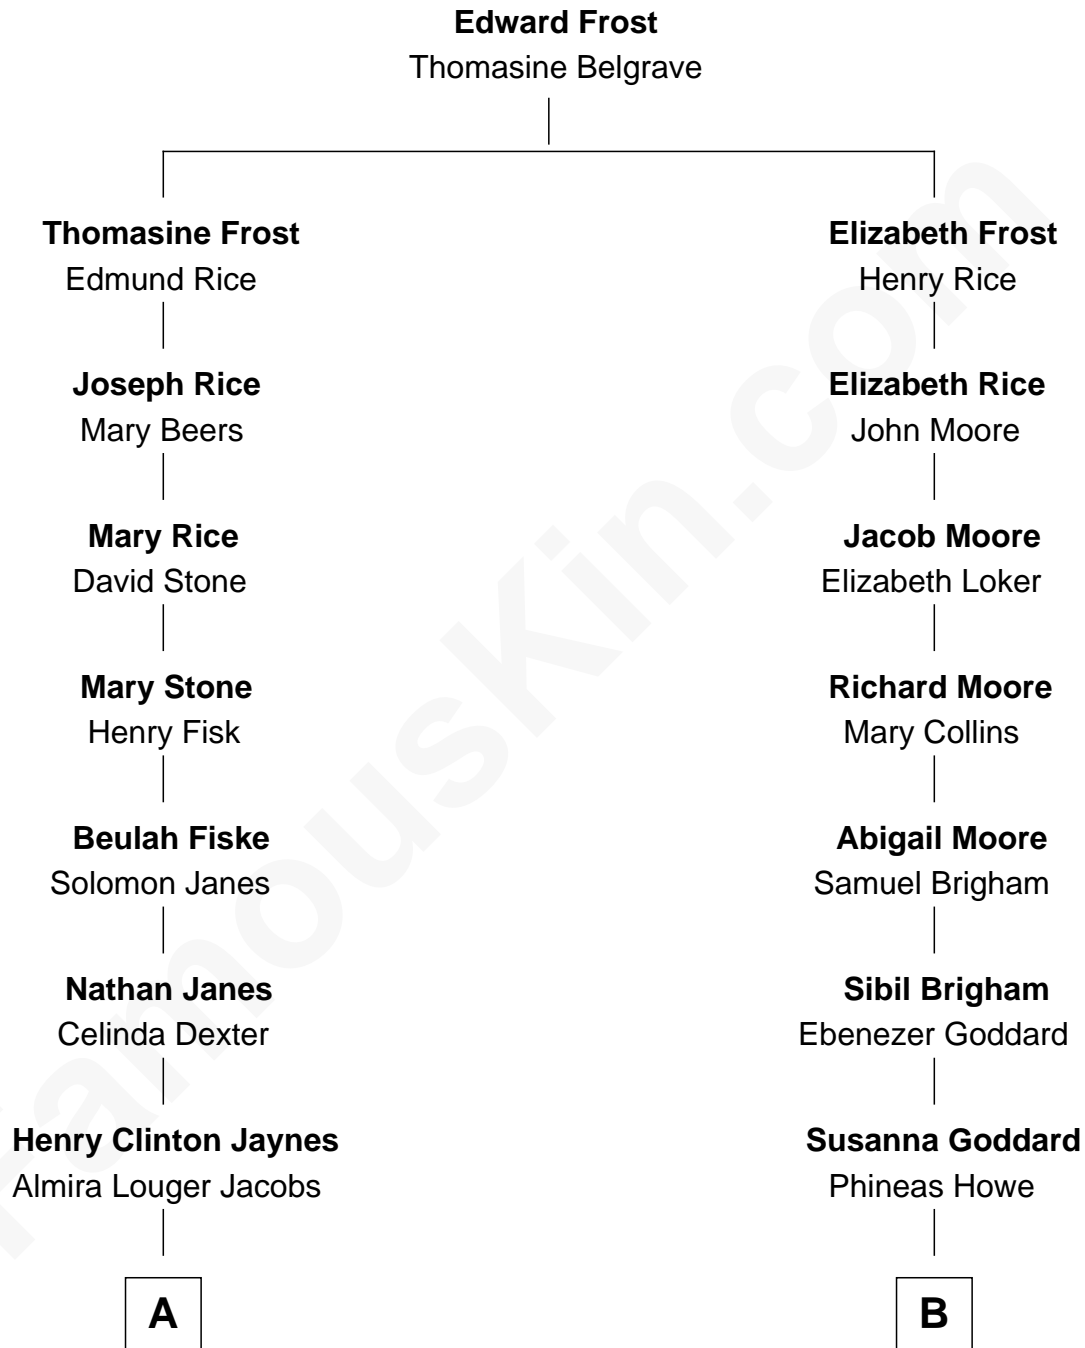 Edward Frost
Thomasine Belgrave
Thomasine Frost
Edmund Rice
Elizabeth Frost
Henry Rice
Joseph Rice
Mary Beers
Elizabeth Rice
John Moore
Mary Rice
David Stone
Jacob Moore
Elizabeth Loker
Mary Stone
Henry Fisk
Richard Moore
Mary Collins
Beulah Fiske
Solomon Janes
Abigail Moore
Samuel Brigham
Nathan Janes
Celinda Dexter
Sibil Brigham
Ebenezer Goddard
Henry Clinton Jaynes
Almira Louger Jacobs
Susanna Goddard
Phineas Howe
A
B
FamousKin.com